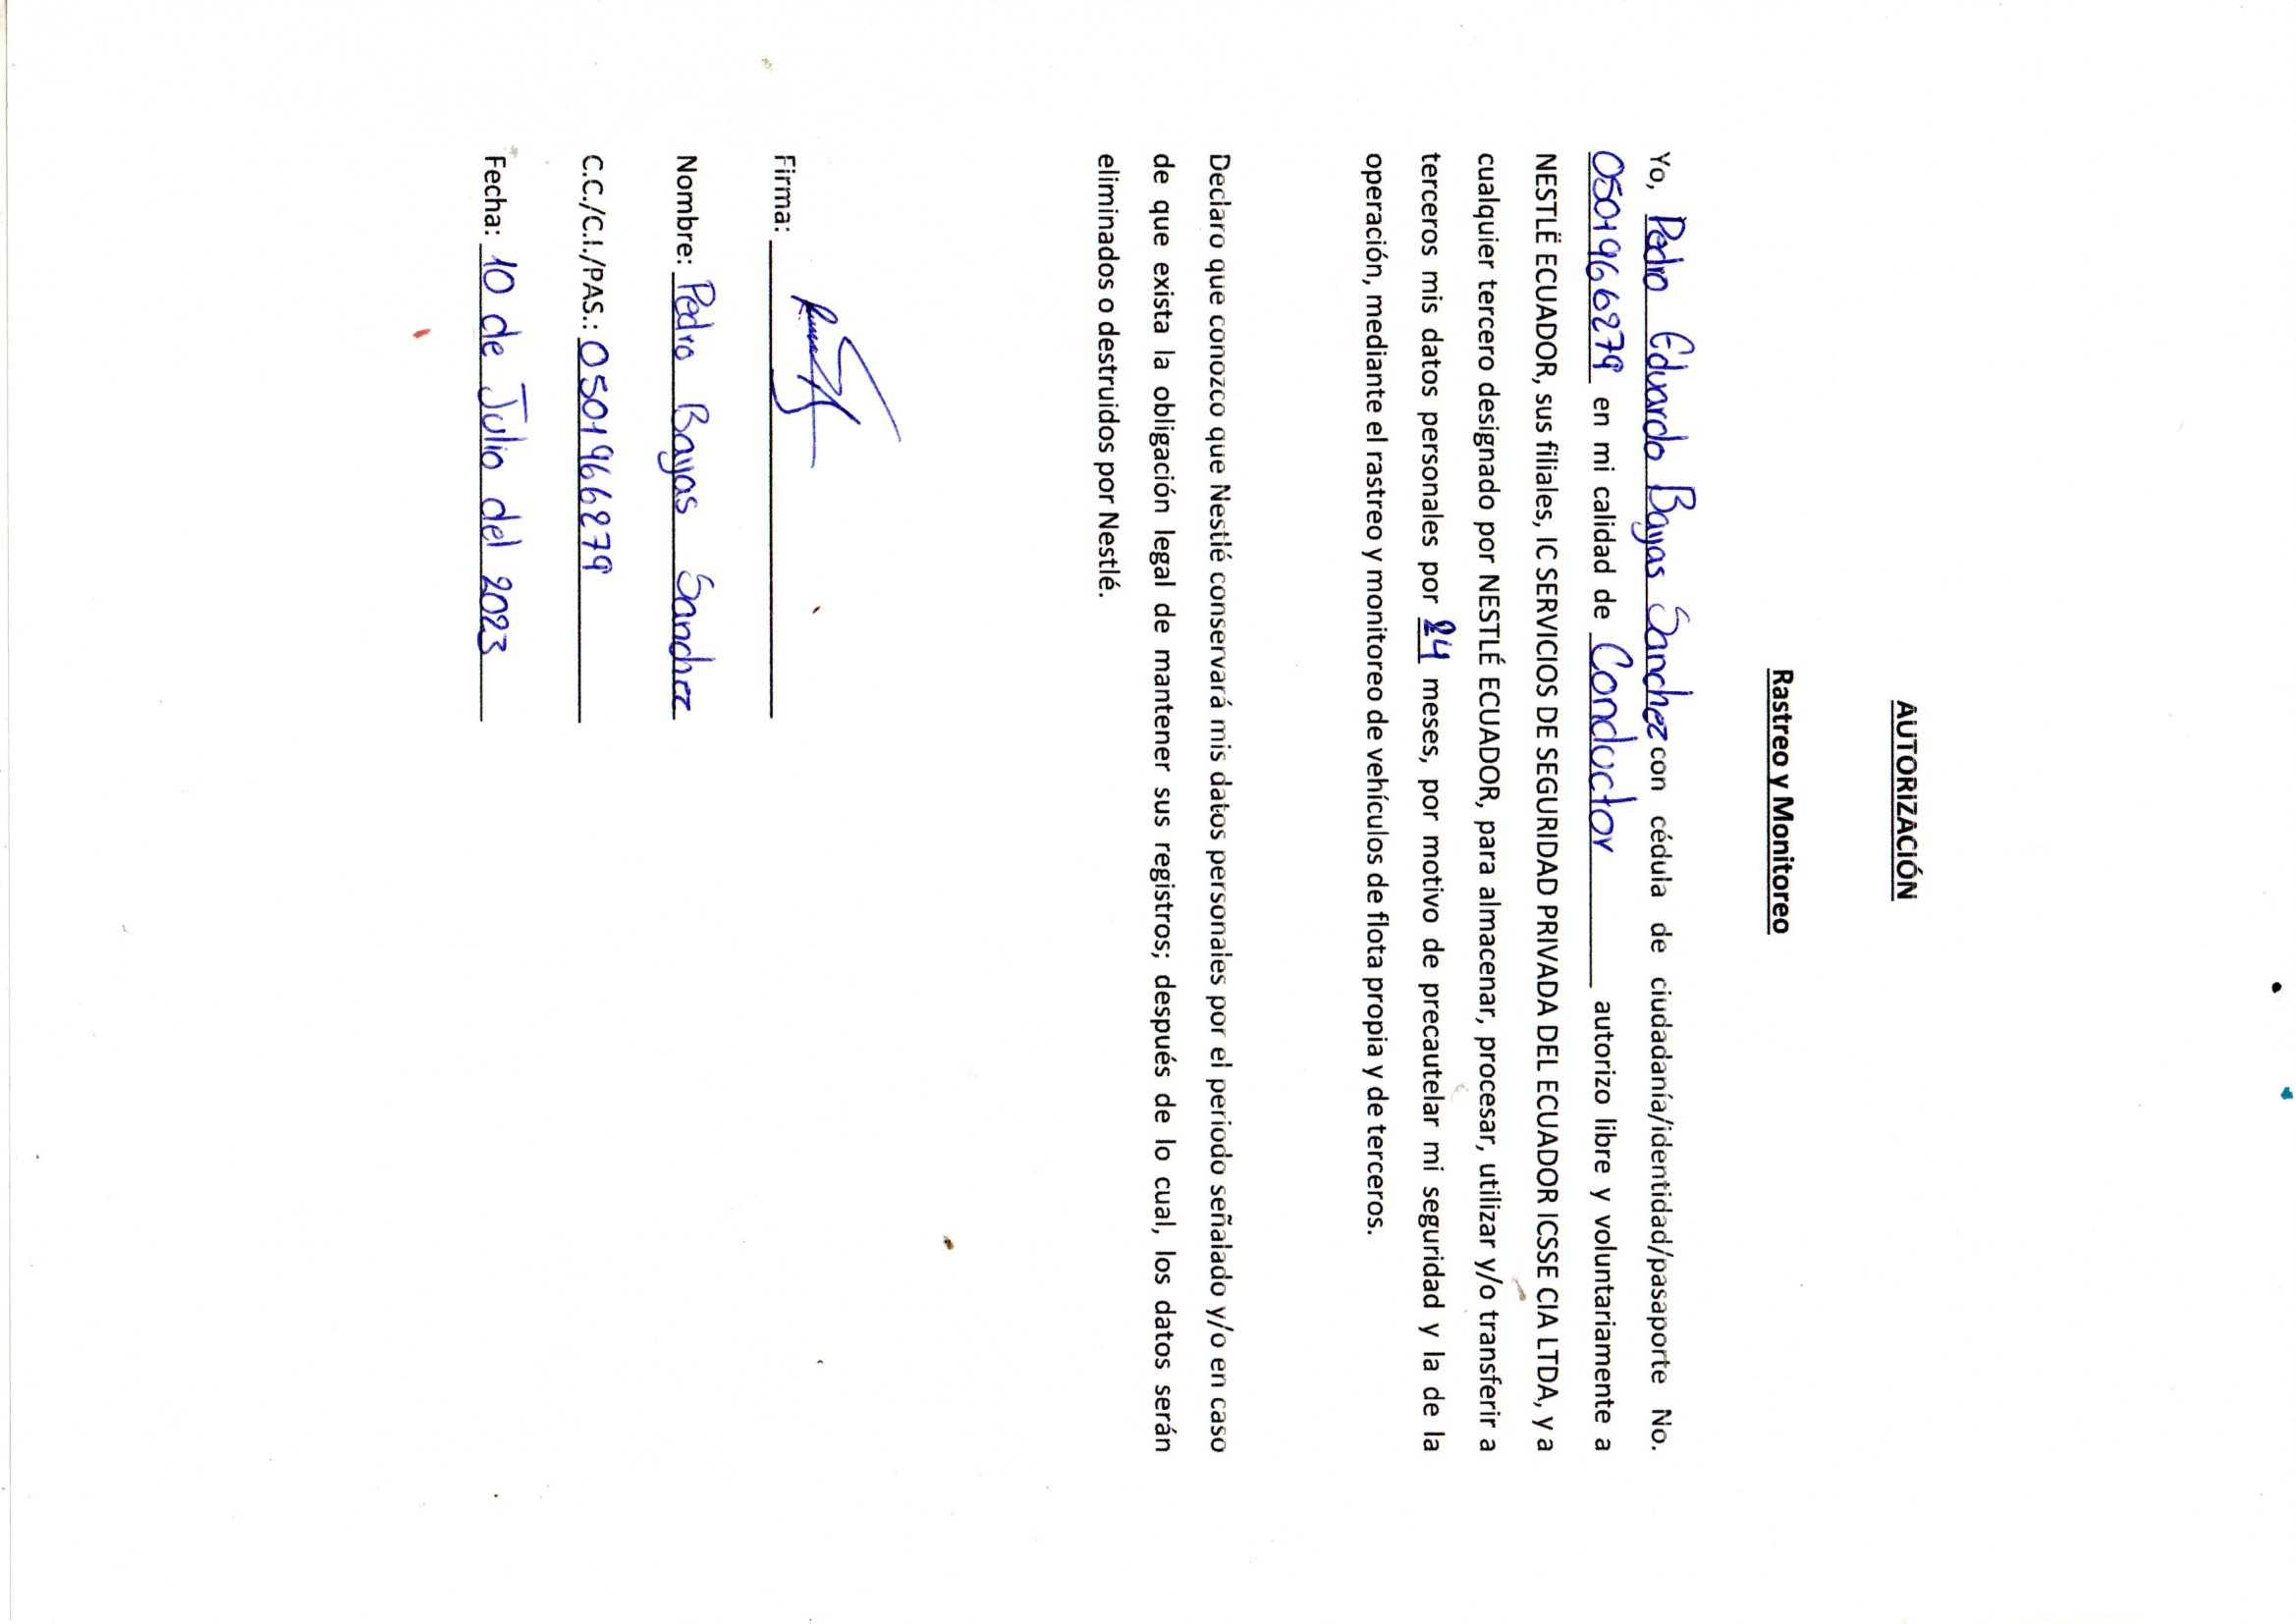 AUTORIZACIÓN
Rastreo y Monitoreo
Yo, Pedro Eduardo Bayas Sanchez con cédula de ciudadanía/identidad/pasaporte No.
0501966279 en mi calidad de Conductor autorizo libre y voluntariamente a
NESTLË ECUADOR, sus filiales, IC SERVICIOS DE SEGURIDAD PRIVADA DEL ECUADOR ICSSE CIA LTDA, y a
cualquier tercero designado por NESTLÉ ECUADOR, para almacenar, procesar, utilizar y/o transferir a
terceros mis datos personales por 24 meses, por motivo de precautelar mi seguridad y la de la
operación, mediante el rastreo y monitoreo de vehículos de flota propia y de terceros.
Declaro que conozco que Nestlé conservará mis datos personales por el periodo señalado y/o en caso
de que exista la obligación legal de mantener sus registros; después de lo cual, los datos serán
eliminados o destruidos por Nestlé.
Firma:
Nombre: Pedro Bayas Sanchez
C.C./C.I./PAS.: 0501966279
Fecha: 10 de Julio del 2023